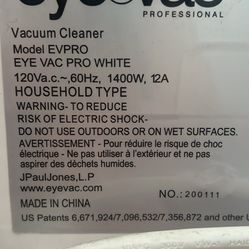 eye vac
PROFESSIONAL
Vacuum Cleaner
Model EVPRO
EYE VAC PRO WHITE
120Va.c.~,60Hz, 1400W, 12A
HOUSEHOLD TYPE
WARNING- TO REDUCE
RISK OF ELECTRIC SHOCK-
DO NOT USE OUTDOORS OR ON WET SURFACES.
AVERTISSEMENT - Pour réduire le risque de choc
électrique - Ne pas utiliser à l'extérieur et ne pas
aspirer des déchets humides.
JPaulJones,L.P
www.eyevac.com
NO.: 200111
MADE IN CHINA
US Patents 6,671,924/7,096,532/7,356,872 and other U